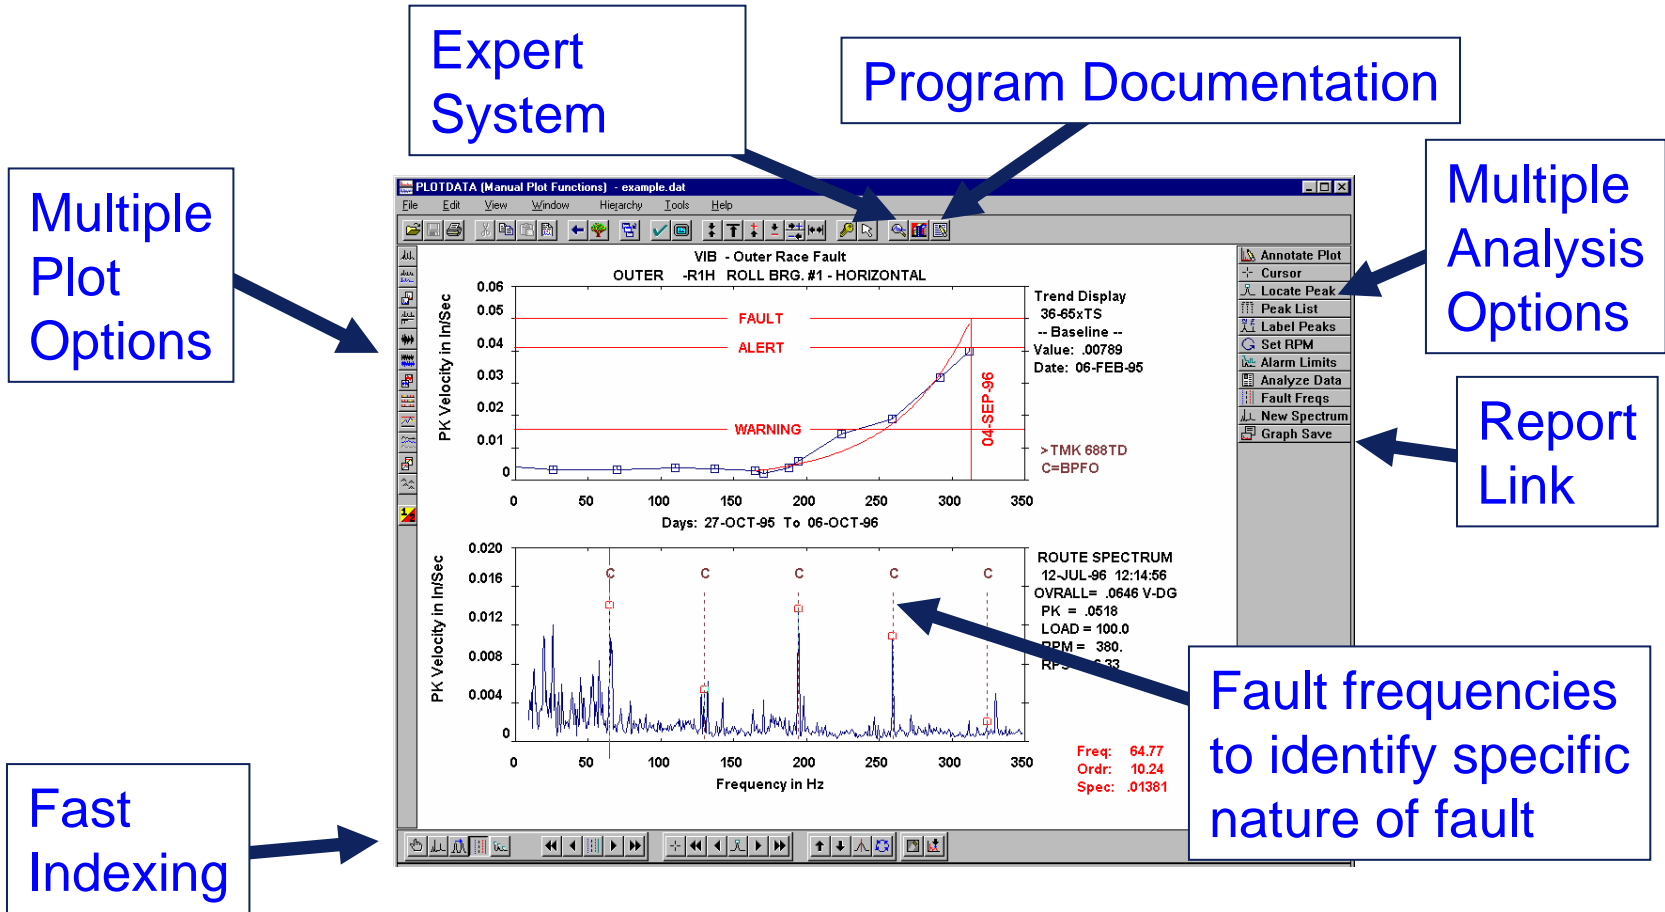 Expert
System
Program Documentation
Multiple
Plot
Options
Multiple
Analysis
Options
Report
Link
Fast
Indexing
Fault frequencies
to identify specific
nature of fault
PLOTDATA (Manual Plot Functions) - example.dat
File Edit View Window Hierarchy Tools Help
VIB - Outer Race Fault
OUTER -R1H ROLL BRG. #1 - HORIZONTAL
PK Velocity in In/Sec
0.06
0.05
0.04
0.03
0.02
0.01
0
FAULT
ALERT
WARNING
04-SEP-96
0 50 100 150 200 250 300 350
Days: 27-OCT-95 To 06-OCT-96
Trend Display
36-65xTS
-- Baseline --
Value: .00789
Date: 06-FEB-95
>TMK 688TD
C=BPFO
Annotate Plot
Cursor
Locate Peak
Peak List
Label Peaks
Set RPM
Alarm Limits
Analyze Data
Fault Freqs
New Spectrum
Graph Save
1/2
PK Velocity in In/Sec
0.020
0.016
0.012
0.008
0.004
0
C C C C C
0 50 100 150 200 250 300 350
Frequency in Hz
ROUTE SPECTRUM
12-JUL-96 12:14:56
OVRALL= .0646 V-DG
PK = .0518
LOAD = 100.0
RPM = 380.
Freq: 64.77
Ordr: 10.24
Spec: .01381